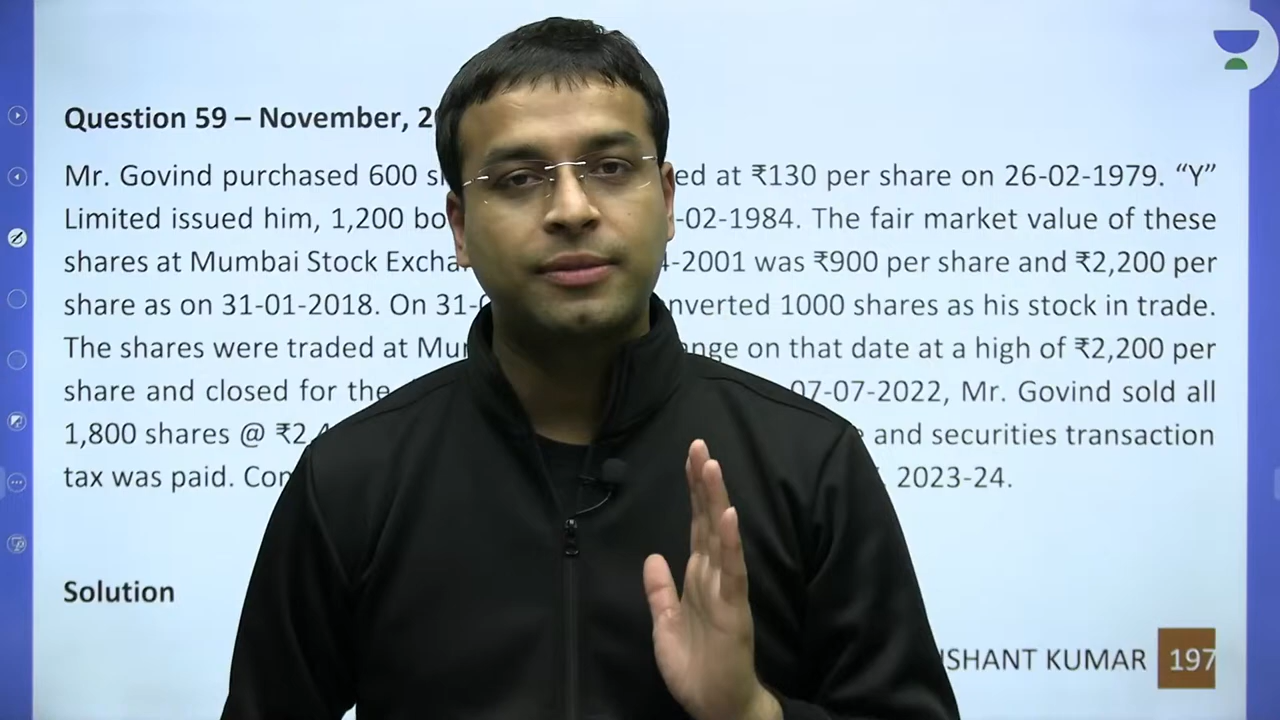 Question 59 – November, 2
Mr. Govind purchased 600 ed at ₹130 per share on 26-02-1979. “Y”
Limited issued him, 1,200 bo -02-1984. The fair market value of these
shares at Mumbai Stock Excha -2001 was ₹900 per share and ₹2,200 per
share as on 31-01-2018. On 31- nverted 1000 shares as his stock in trade.
The shares were traded at Mu nge on that date at a high of ₹2,200 per
share and closed for the 07-07-2022, Mr. Govind sold all
1,800 shares @ ₹2, and securities transaction
tax was paid. Con 2023-24.
Solution
ISHANT KUMAR 197